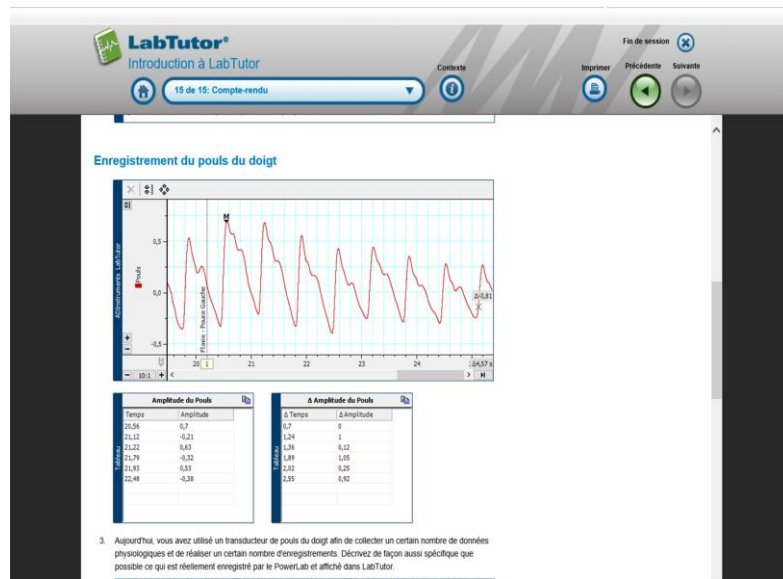 LabTutor®
Introduction à LabTutor
15 de 15: Compte-rendu
Contexte
Imprimer
Fin de session
Précédente
Suivante
Enregistrement du pouls du doigt
ADInstruments LabTutor
Pouls
0,5
0,0
-0,5
M
Flavie - Pouce Gauche
Δ-0,81
20
1
21
22
23
24
Δ4,57 s
10:1
Tableau
Amplitude du Pouls
Temps Amplitude
20,56 0,7
21,12 -0,21
21,22 0,63
21,79 -0,32
21,93 0,53
22,48 -0,38
Tableau
Δ Amplitude du Pouls
Δ Temps Δ Amplitude
0,7 0
1,24 1
1,36 0,12
1,89 1,05
2,02 0,25
2,55 0,92
3. Aujourd'hui, vous avez utilisé un transducteur de pouls du doigt afin de collecter un certain nombre de données
physiologiques et de réaliser un certain nombre d'enregistrements. Décrivez de façon aussi spécifique que
possible ce qui est réellement enregistré par le PowerLab et affiché dans LabTutor.